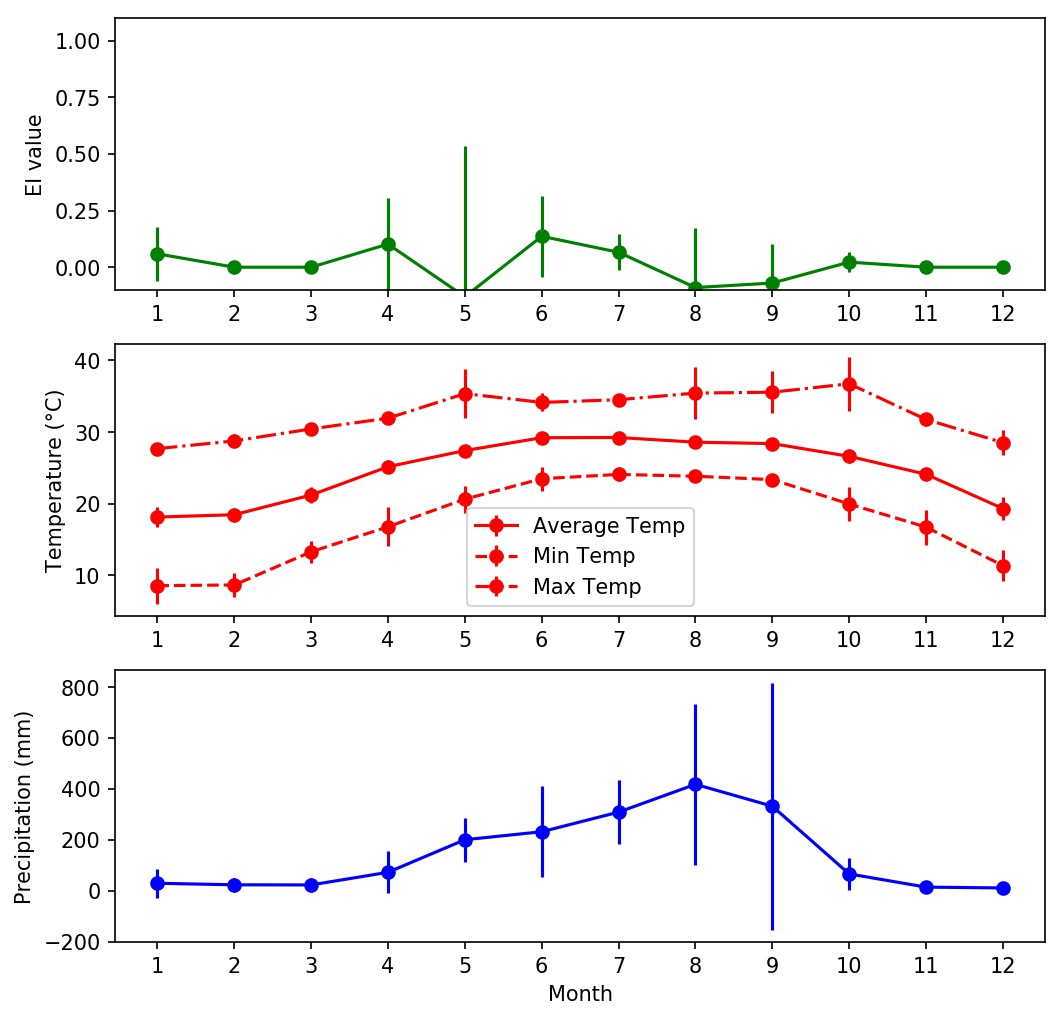 EI value
1.00
0.75
0.50
0.25
0.00
1 2 3 4 5 6 7 8 9 10 11 12
Temperature (°C)
40
30
20
10
Average Temp
Min Temp
Max Temp
1 2 3 4 5 6 7 8 9 10 11 12
Precipitation (mm)
800
600
400
200
0
−200
1 2 3 4 5 6 7 8 9 10 11 12
Month